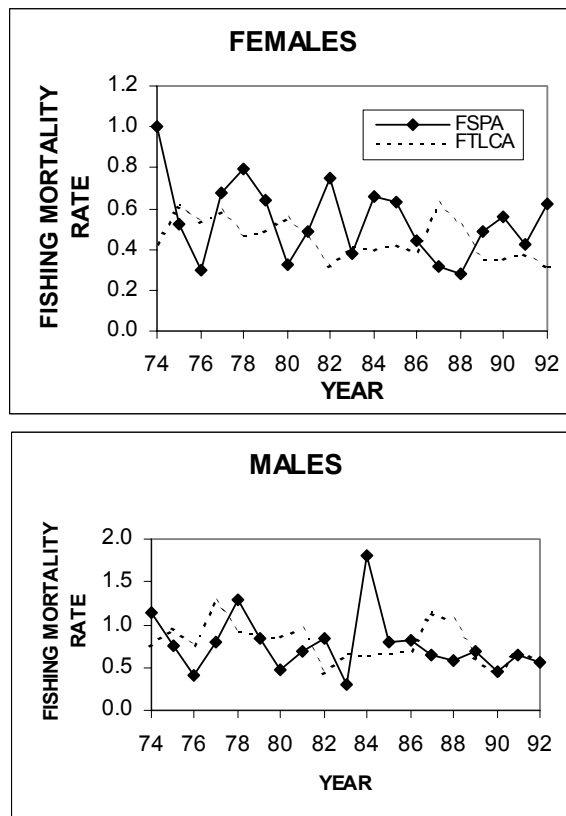 FEMALES
FISHING MORTALITY
RATE
1.2
1.0
0.8
0.6
0.4
0.2
0.0
FSPA
FTLCA
74 76 78 80 82 84 86 88 90 92
YEAR
MALES
FISHING MORTALITY
RATE
2.0
1.5
1.0
0.5
0.0
74 76 78 80 82 84 86 88 90 92
YEAR